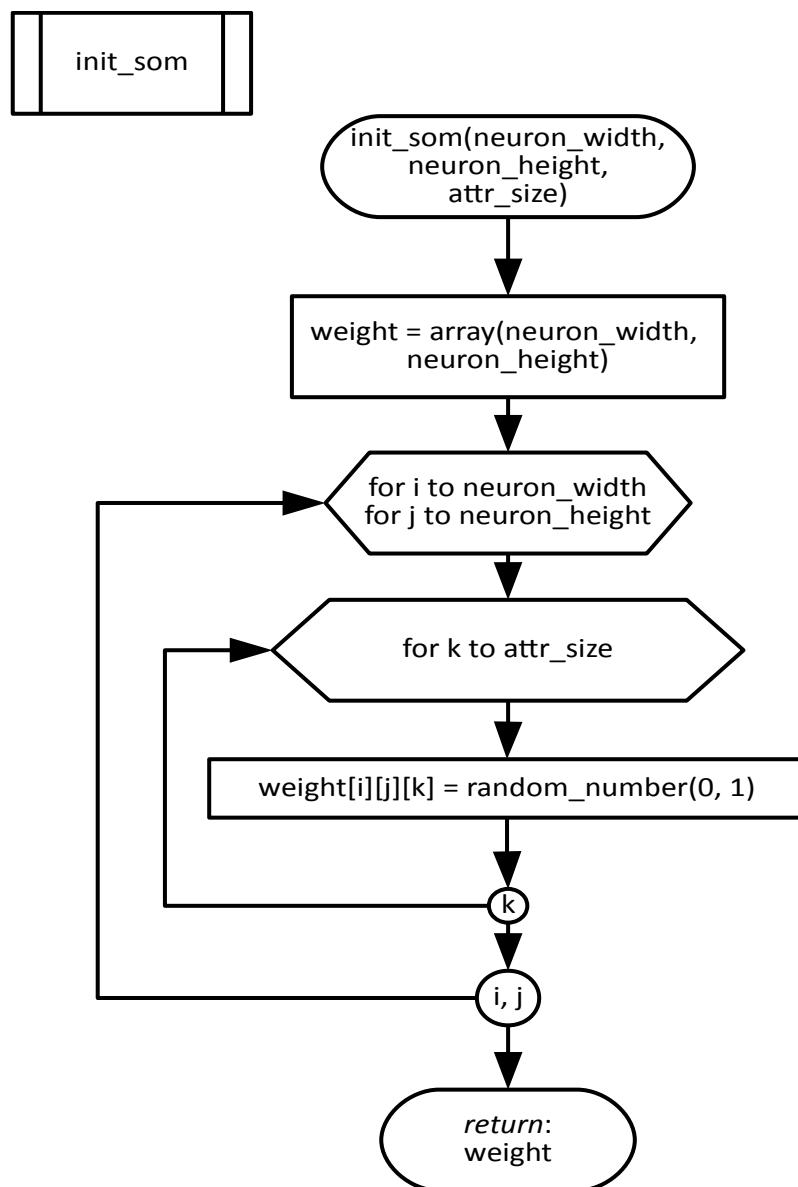 init_som
init_som(neuron_width,
neuron_height,
attr_size)
weight = array(neuron_width,
neuron_height)
for i to neuron_width
for j to neuron_height
for k to attr_size
weight[i][j][k] = random_number(0, 1)
k
i, j
return:
weight